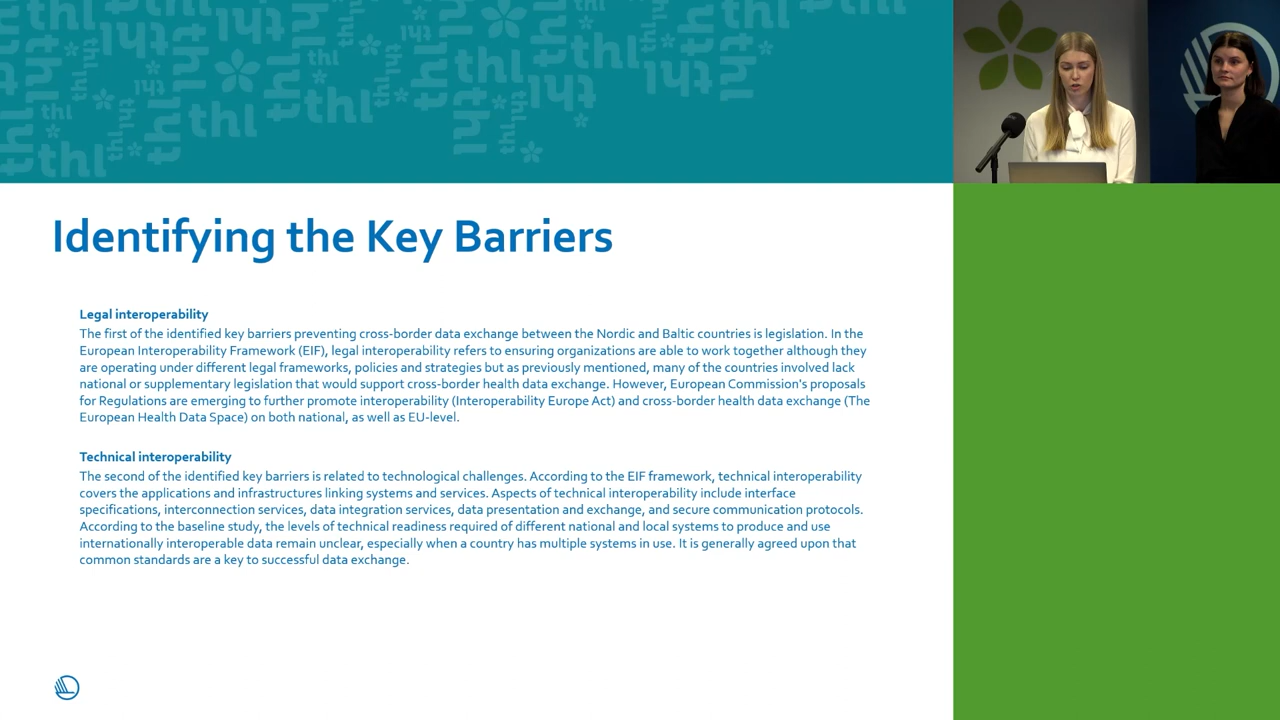 thl
thl
thl
thl
thl
thl
Identifying the Key Barriers
Legal interoperability
The first of the identified key barriers preventing cross-border data exchange between the Nordic and Baltic countries is legislation. In the
European Interoperability Framework (EIF), legal interoperability refers to ensuring organizations are able to work together although they
are operating under different legal frameworks, policies and strategies but as previously mentioned, many of the countries involved lack
national or supplementary legislation that would support cross-border health data exchange. However, European Commission's proposals
for Regulations are emerging to further promote interoperability (Interoperability Europe Act) and cross-border health data exchange (The
European Health Data Space) on both national, as well as EU-level.
Technical interoperability
The second of the identified key barriers is related to technological challenges. According to the EIF framework, technical interoperability
covers the applications and infrastructures linking systems and services. Aspects of technical interoperability include interface
specifications, interconnection services, data integration services, data presentation and exchange, and secure communication protocols.
According to the baseline study, the levels of technical readiness required of different national and local systems to produce and use
internationally interoperable data remain unclear, especially when a country has multiple systems in use. It is generally agreed upon that
common standards are a key to successful data exchange.